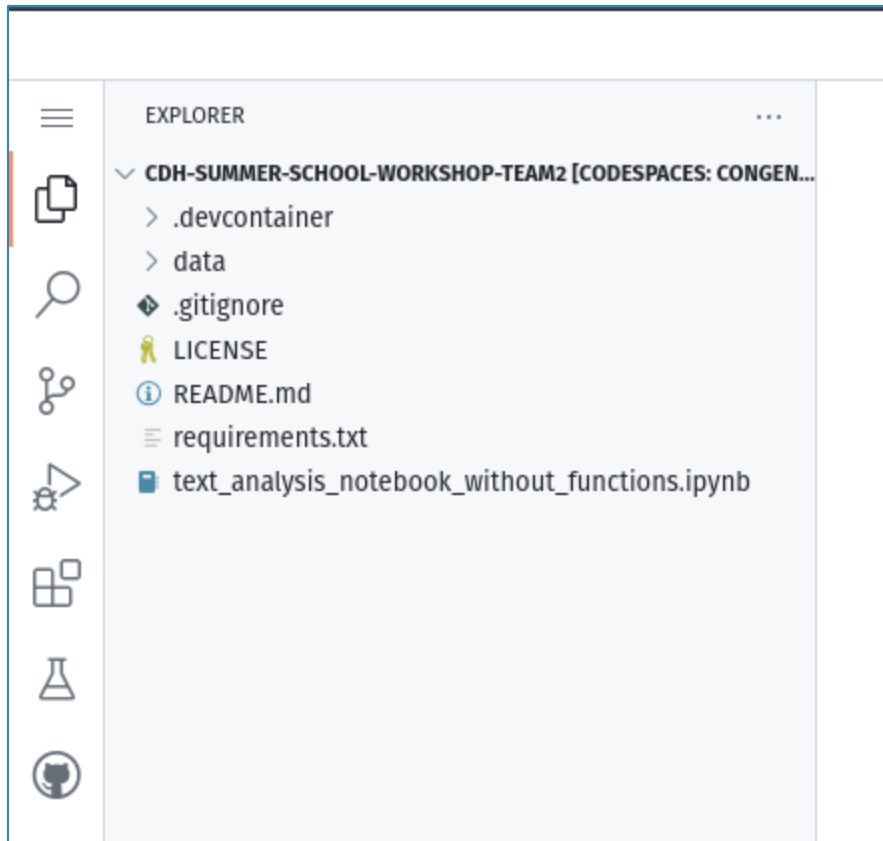 EXPLORER ...
CDH-SUMMER-SCHOOL-WORKSHOP-TEAM2 [CODESPACES: CONGEN...
.devcontainer
data
.gitignore
LICENSE
README.md
requirements.txt
text_analysis_notebook_without_functions.ipynb